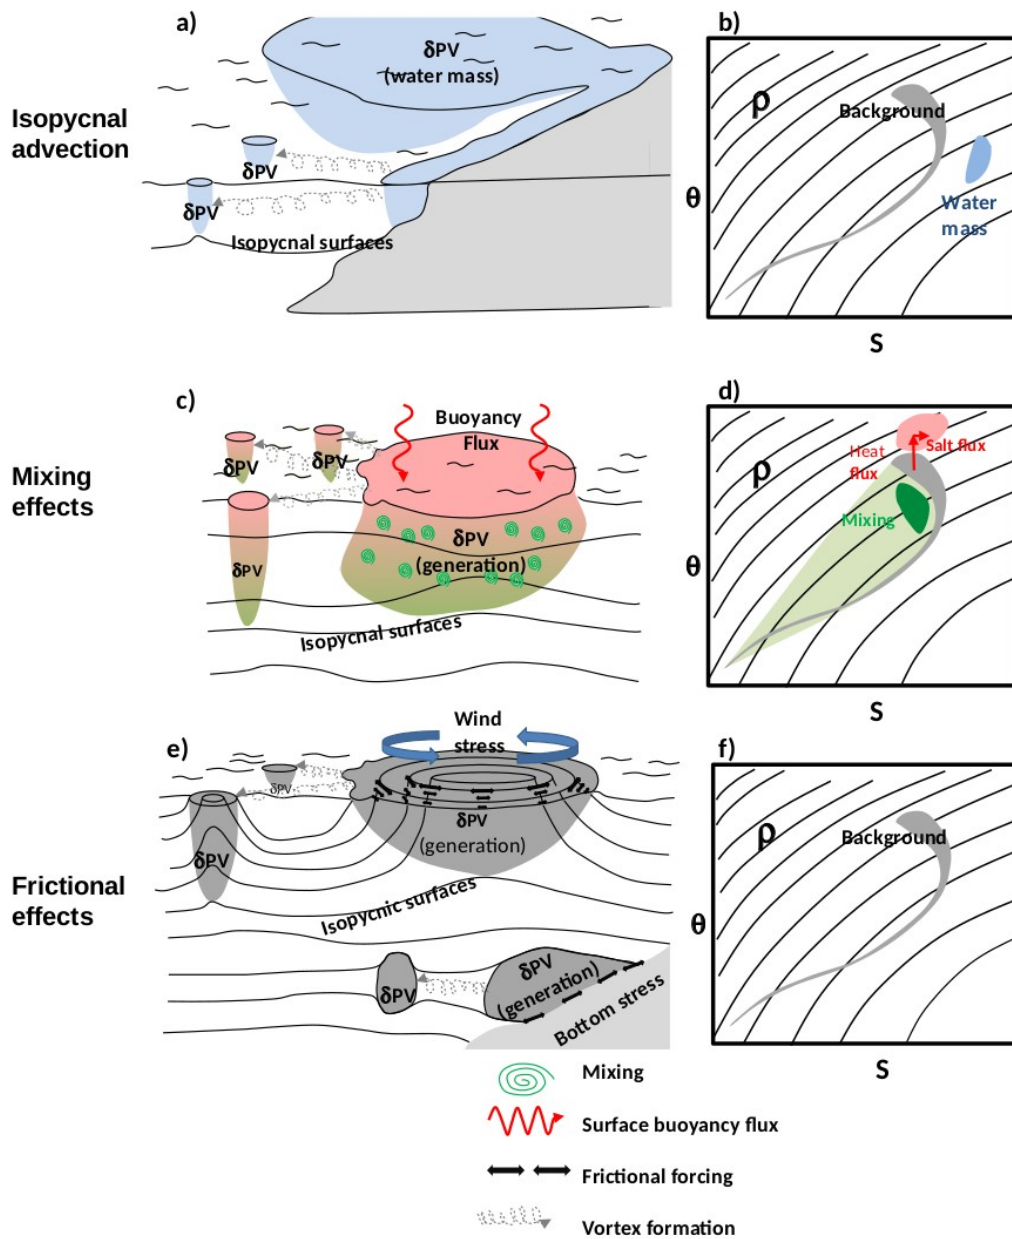 a)
b)
Isopycnal
advection
δPV
(water mass)
δPV
δPV
Isopycnal surfaces
ρ
Background
Water
mass
θ
S
c)
d)
Mixing
effects
Buoyancy
Flux
δPV
δPV
δPV
δPV
(generation)
Isopycnal surfaces
ρ
Heat
flux
Salt flux
Mixing
θ
S
e)
f)
Frictional
effects
Wind
stress
δPV
δPV
δPV
(generation)
Isopycnic surfaces
δPV
δPV
(generation)
Bottom stress
ρ
Background
θ
S
Mixing
Surface buoyancy flux
Frictional forcing
Vortex formation